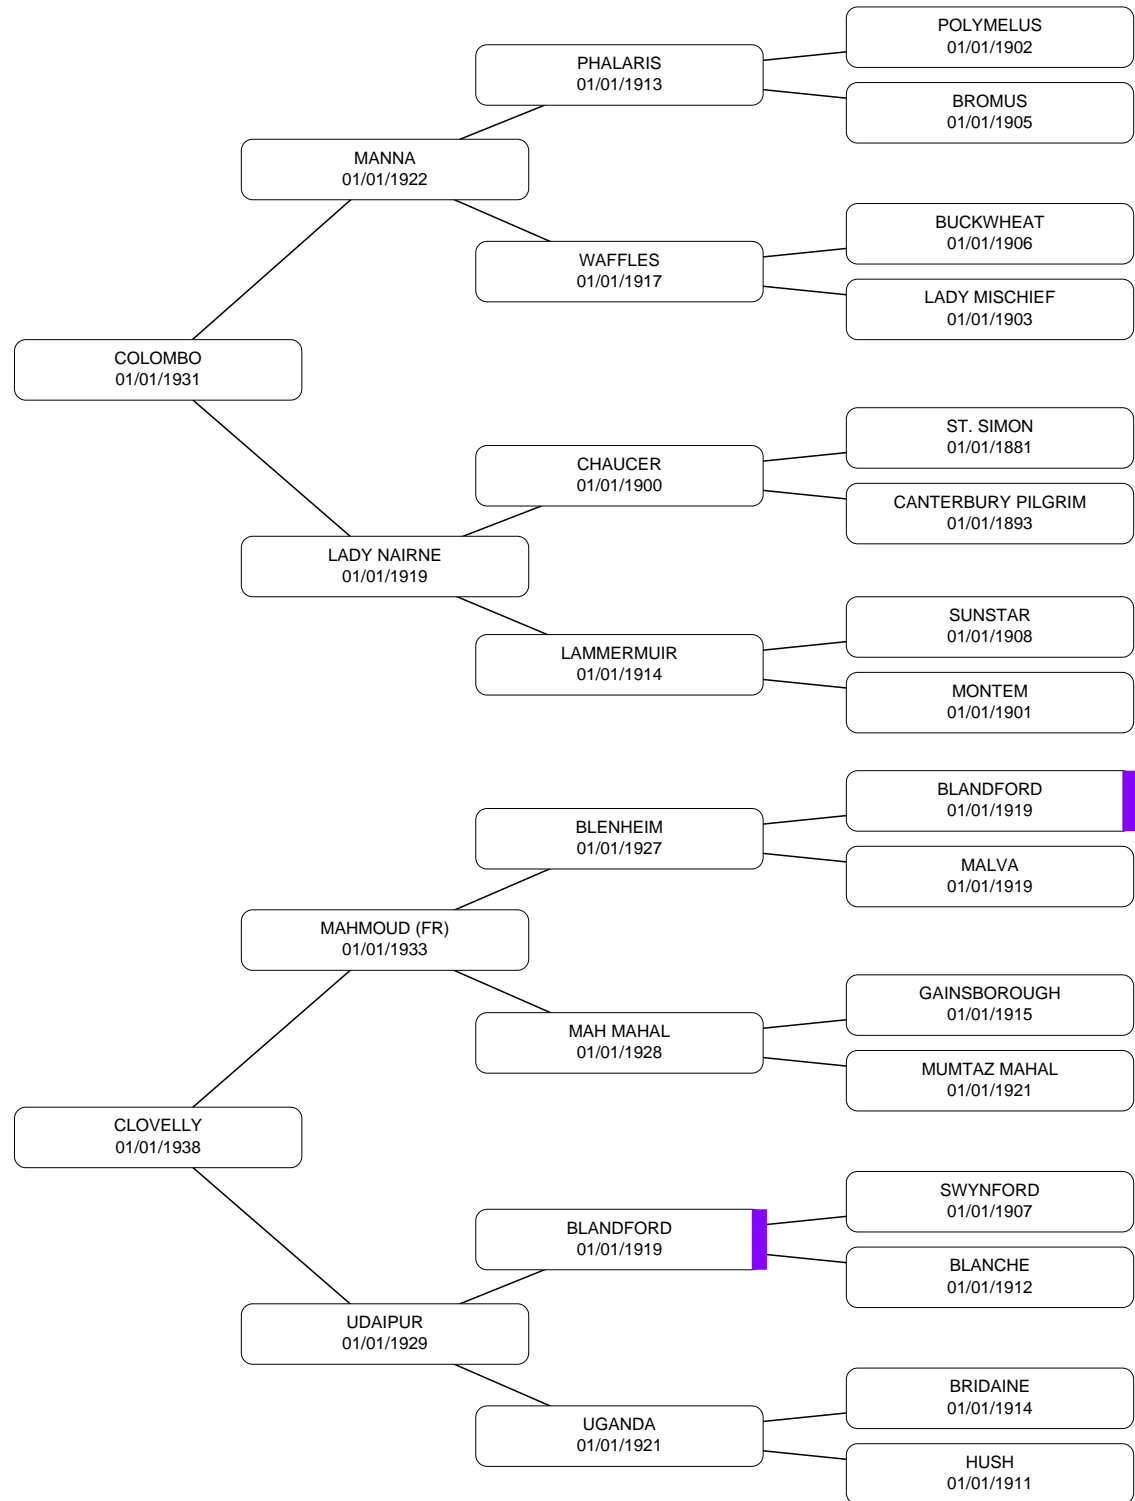 POLYMELUS
01/01/1902
PHALARIS
01/01/1913
BROMUS
01/01/1905
MANNA
01/01/1922
BUCKWHEAT
01/01/1906
WAFFLES
01/01/1917
LADY MISCHIEF
01/01/1903
COLOMBO
01/01/1931
ST. SIMON
01/01/1881
CHAUCER
01/01/1900
CANTERBURY PILGRIM
01/01/1893
LADY NAIRNE
01/01/1919
SUNSTAR
01/01/1908
LAMMERMUIR
01/01/1914
MONTEM
01/01/1901
BLANDFORD
01/01/1919
BLENHEIM
01/01/1927
MALVA
01/01/1919
MAHMOUD (FR)
01/01/1933
GAINSBOROUGH
01/01/1915
MAH MAHAL
01/01/1928
MUMTAZ MAHAL
01/01/1921
CLOVELLY
01/01/1938
SWYNFORD
01/01/1907
BLANDFORD
01/01/1919
BLANCHE
01/01/1912
UDAIPUR
01/01/1929
BRIDAINE
01/01/1914
UGANDA
01/01/1921
HUSH
01/01/1911